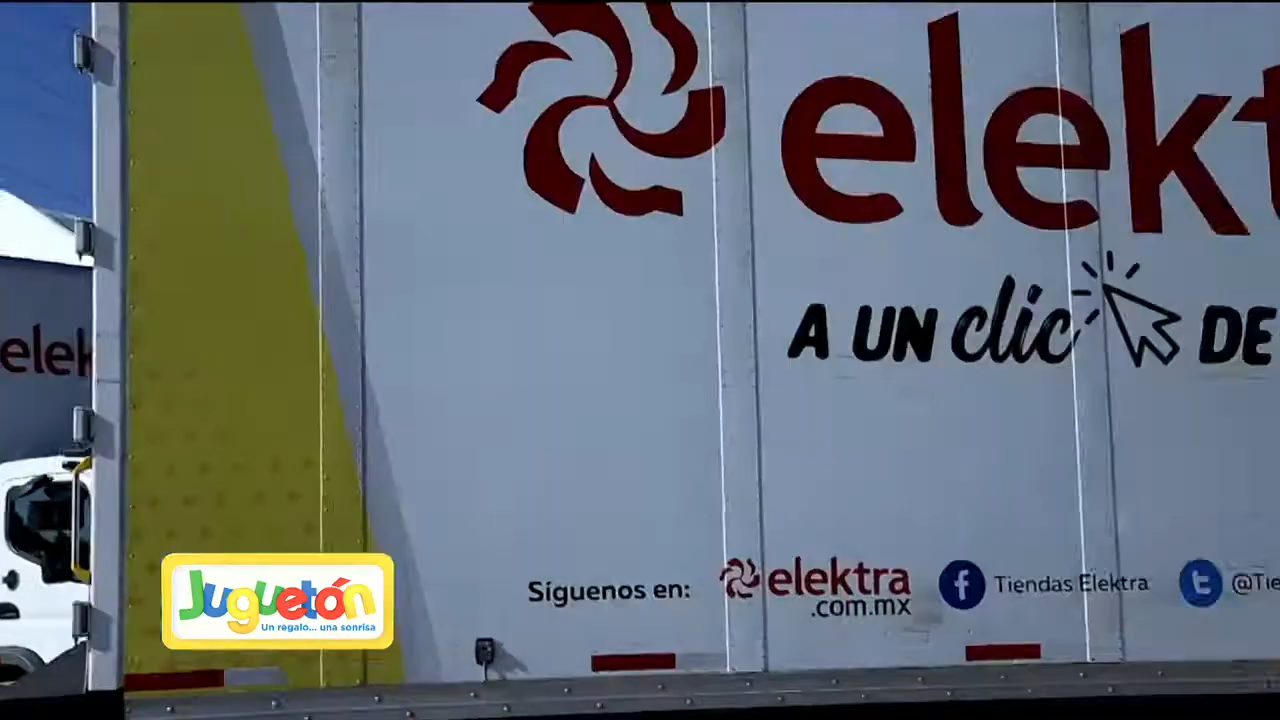 elekt
A UN clic DE
elek
Síguenos en: elektra .com.mx Tiendas Elektra @Tie
Juguetón
Un regalo... una sonrisa